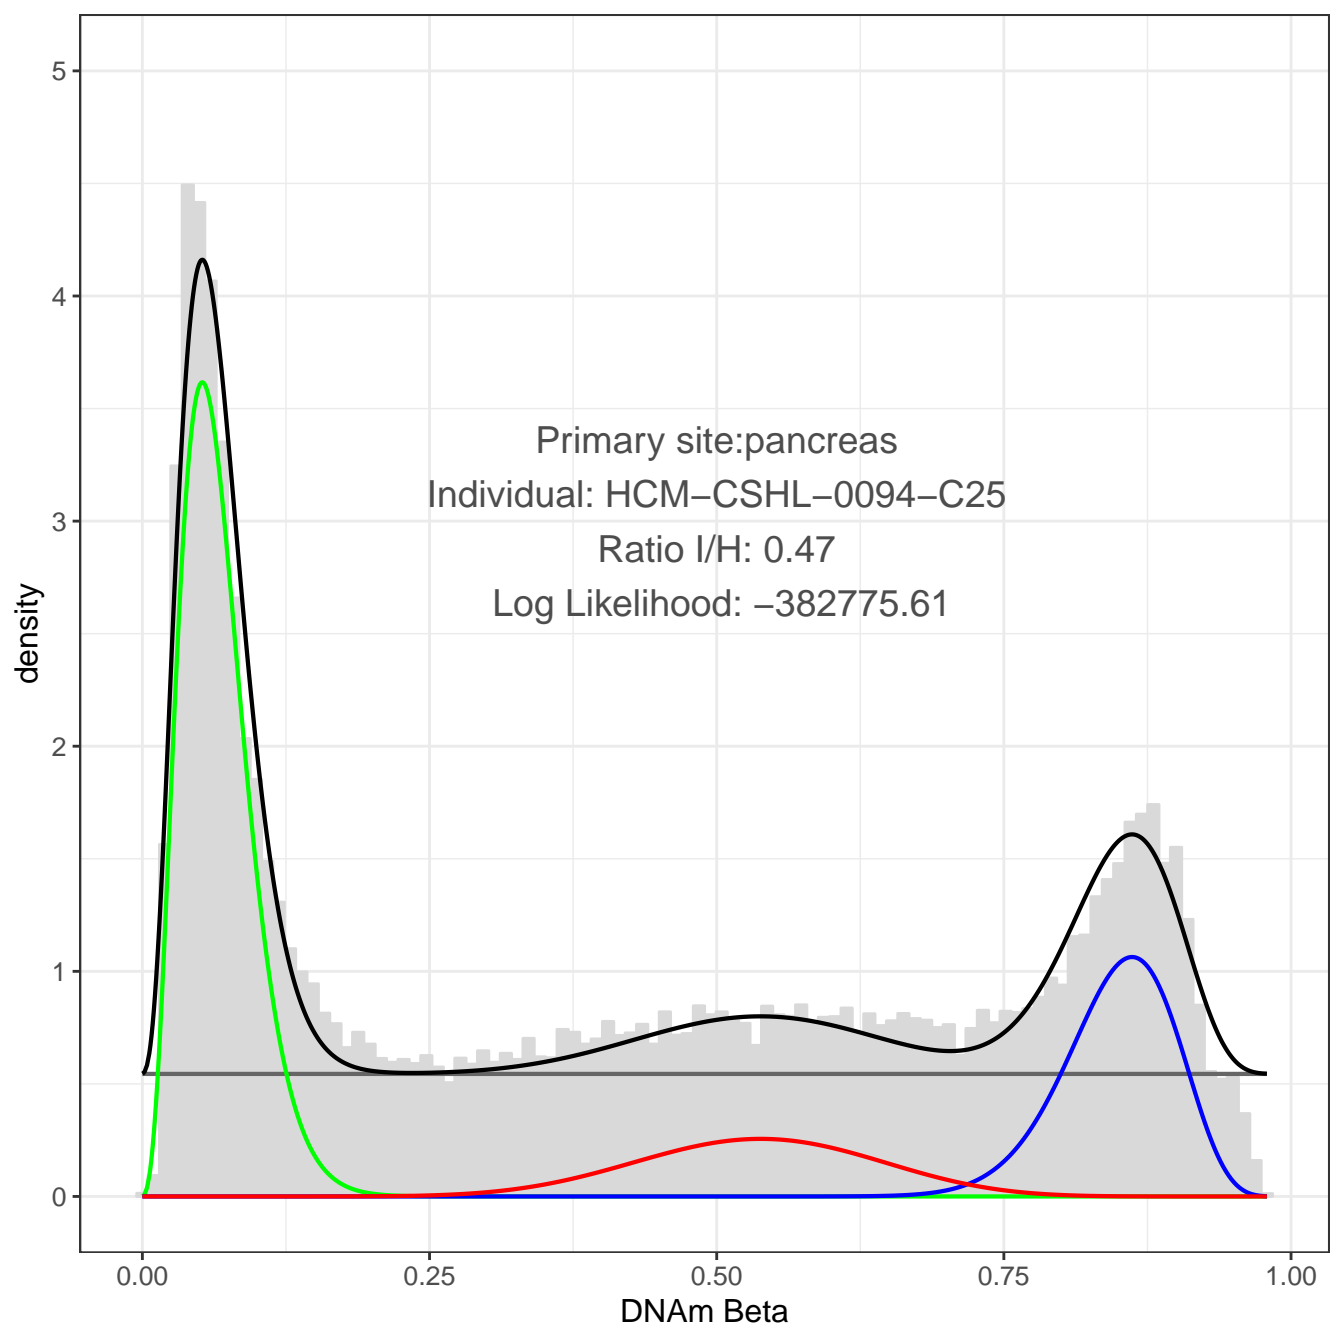 5
4
3
2
1
0
density
Primary site:pancreas
Individual: HCM−CSHL−0094−C25
Ratio I/H: 0.47
Log Likelihood: −382775.61
0.00 0.25 0.50 0.75 1.00
DNAm Beta